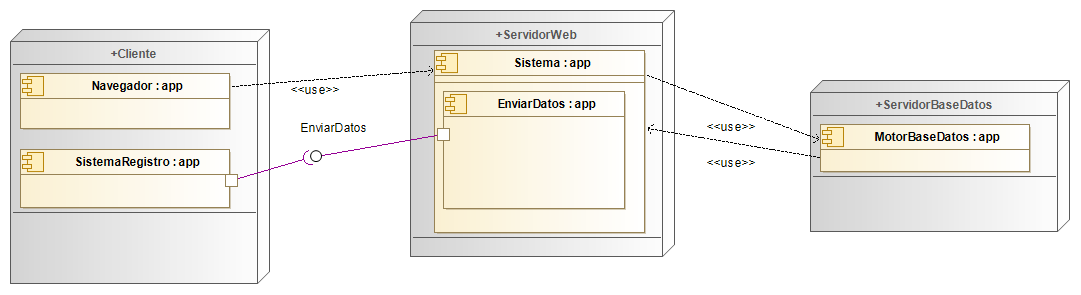 +Cliente
Navegador : app
SistemaRegistro : app
<<use>>
EnviarDatos
+ServidorWeb
Sistema : app
EnviarDatos : app
<<use>>
<<use>>
+ServidorBaseDatos
MotorBaseDatos : app